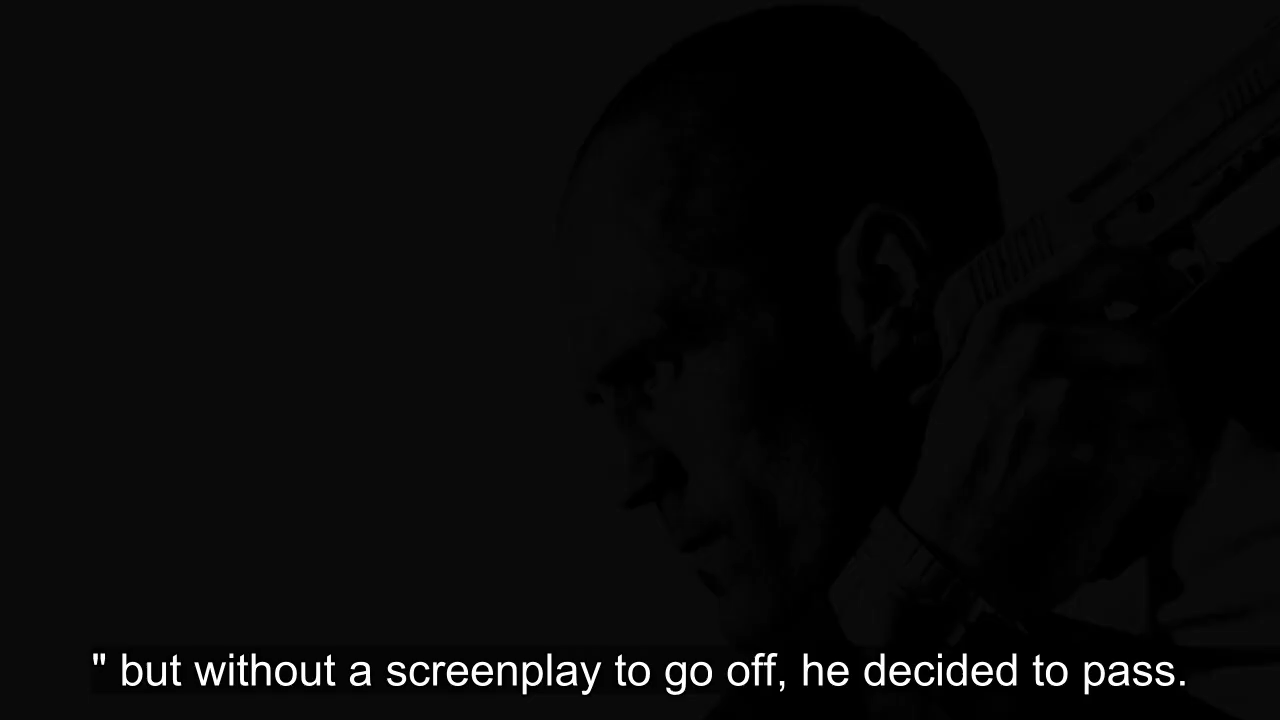 " but without a screenplay to go off, he decided to pass.